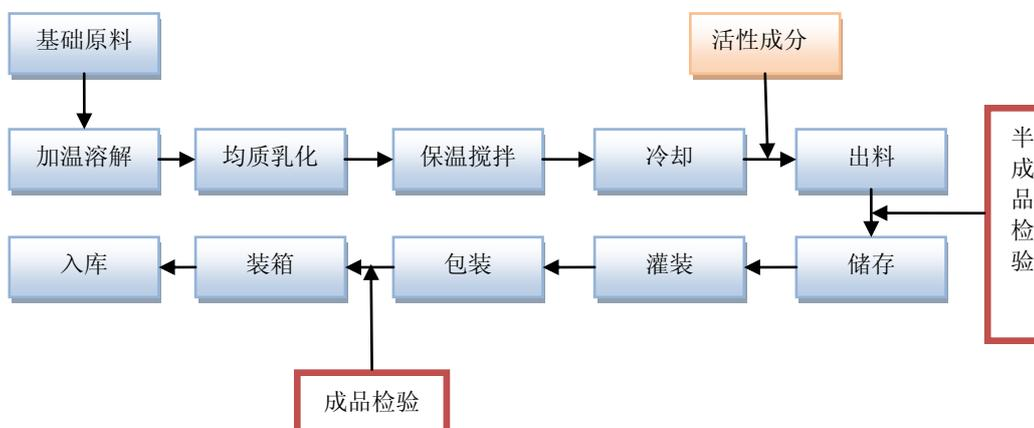 基础原料
活性成分
加温溶解
均质乳化
保温搅拌
冷却
出料
半成品检验
入库
装箱
包装
灌装
储存
成品检验